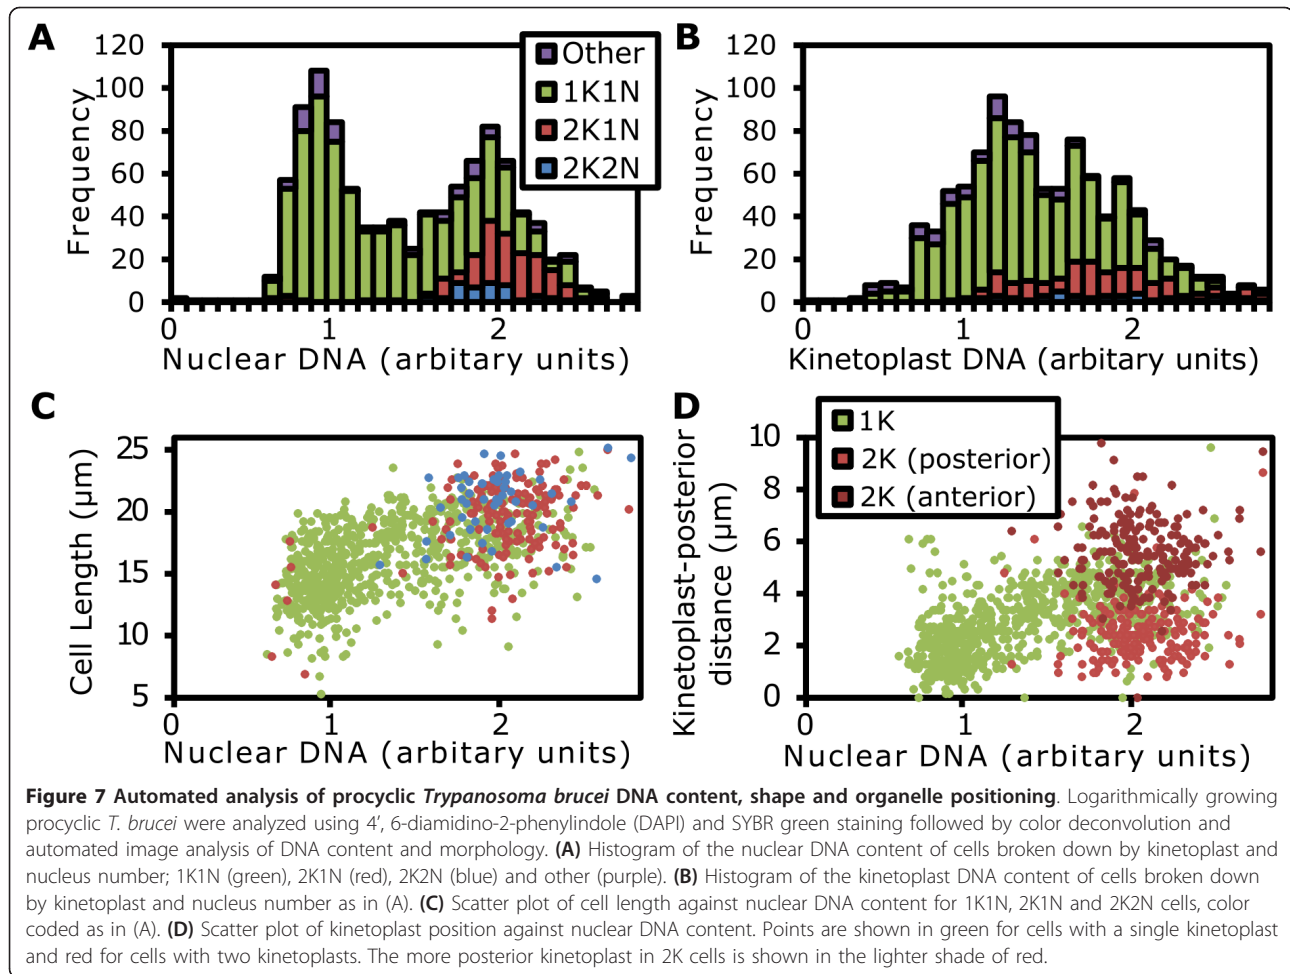 A
B
120
100
80
60
40
20
0
Frequency
0
1
2
Nuclear DNA (arbitary units)
Other
1K1N
2K1N
2K2N
120
100
80
60
40
20
0
Frequency
0
1
2
Kinetoplast DNA (arbitary units)
C
D
25
20
15
10
5
Cell Length (µm)
0
1
2
Nuclear DNA (arbitary units)
1K
2K (posterior)
2K (anterior)
10
8
6
4
2
0
Kinetoplast-posterior
distance (µm)
0
1
2
Nuclear DNA (arbitary units)
Figure 7 Automated analysis of procyclic Trypanosoma brucei DNA content, shape and organelle positioning. Logarithmically growing
procyclic T. brucei were analyzed using 4′, 6-diamidino-2-phenylindole (DAPI) and SYBR green staining followed by color deconvolution and
automated image analysis of DNA content and morphology. (A) Histogram of the nuclear DNA content of cells broken down by kinetoplast and
nucleus number; 1K1N (green), 2K1N (red), 2K2N (blue) and other (purple). (B) Histogram of the kinetoplast DNA content of cells broken down
by kinetoplast and nucleus number as in (A). (C) Scatter plot of cell length against nuclear DNA content for 1K1N, 2K1N and 2K2N cells, color
coded as in (A). (D) Scatter plot of kinetoplast position against nuclear DNA content. Points are shown in green for cells with a single kinetoplast
and red for cells with two kinetoplasts. The more posterior kinetoplast in 2K cells is shown in the lighter shade of red.